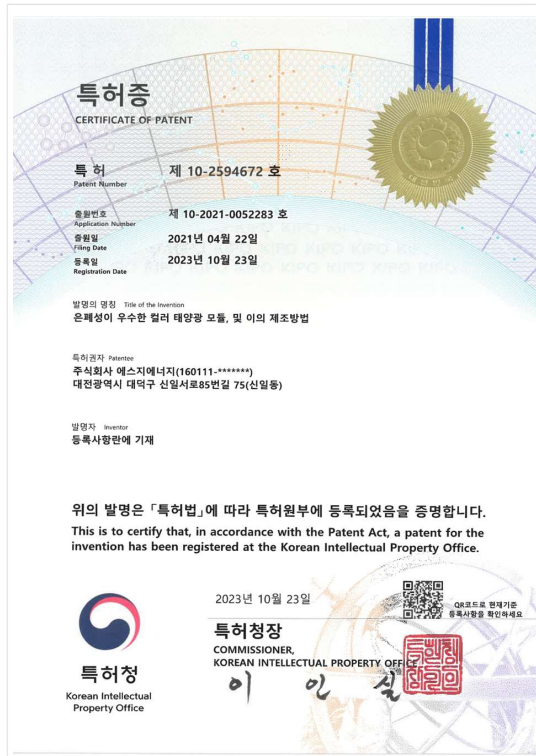 특허증
CERTIFICATE OF PATENT
특 허 제 10-2594672 호
Patent Number
출원번호 제 10-2021-0052283 호
Application Number
출원일 2021년 04월 22일
Filing Date
등록일 2023년 10월 23일
Registration Date
발명의 명칭 Title of the Invention
은폐성이 우수한 컬러 태양광 모듈, 및 이의 제조방법
특허권자 Patentee
주식회사 에스지에너지(160111-*******)
대전광역시 대덕구 신일서로85번길 75(신일동)
발명자 Inventor
등록사항란에 기재
위의 발명은 「특허법」에 따라 특허원부에 등록되었음을 증명합니다.
This is to certify that, in accordance with the Patent Act, a patent for the
invention has been registered at the Korean Intellectual Property Office.
2023년 10월 23일
QR코드로 현재기준
등록사항을 확인하세요
특허청장
COMMISSIONER,
KOREAN INTELLECTUAL PROPERTY OFFICE
이 인 실
특허청
Korean Intellectual
Property Office